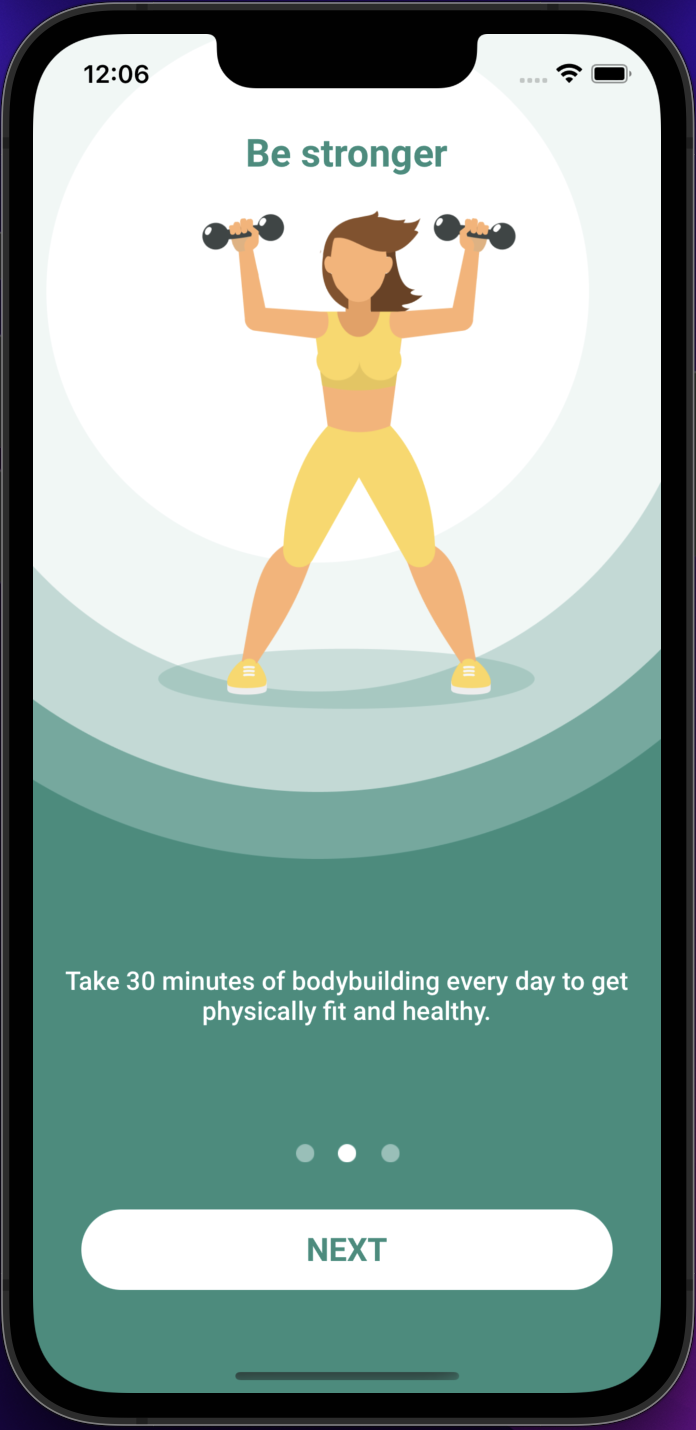 12:06
Be stronger
Take 30 minutes of bodybuilding every day to get
physically fit and healthy.
NEXT